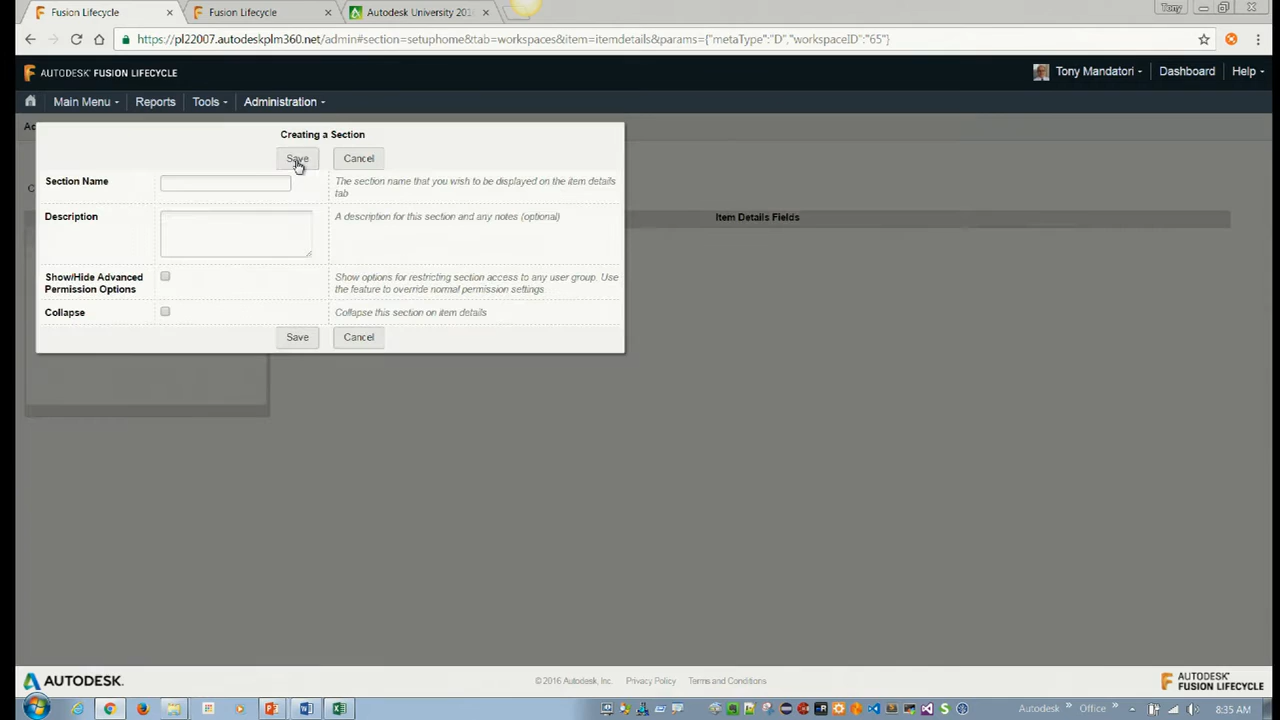 Fusion Lifecycle
Fusion Lifecycle
Autodesk University 201
Tony
https://pl22007.autodeskplm360.net/admin#section=setuphome&tab=workspaces&item=itemdetails&params={"metaType":"D","workspaceID":"65"}
AUTODESK® FUSION LIFECYCLE
Tony Mandatori
Dashboard
Help
Main Menu
Reports
Tools
Administration
Creating a Section
Save
Cancel
Section Name
The section name that you wish to be displayed on the item details
tab
Item Details Fields
Description
A description for this section and any notes (optional)
Show/Hide Advanced
Permission Options
Show options for restricting section access to any user group. Use
the feature to override normal permission settings
Collapse
Collapse this section on item details
Save
Cancel
AUTODESK.
© 2016 Autodesk, Inc.
Privacy Policy
Terms and Conditions
AUTODESK®
FUSION LIFECYCLE
Autodesk
Office
8:35 AM